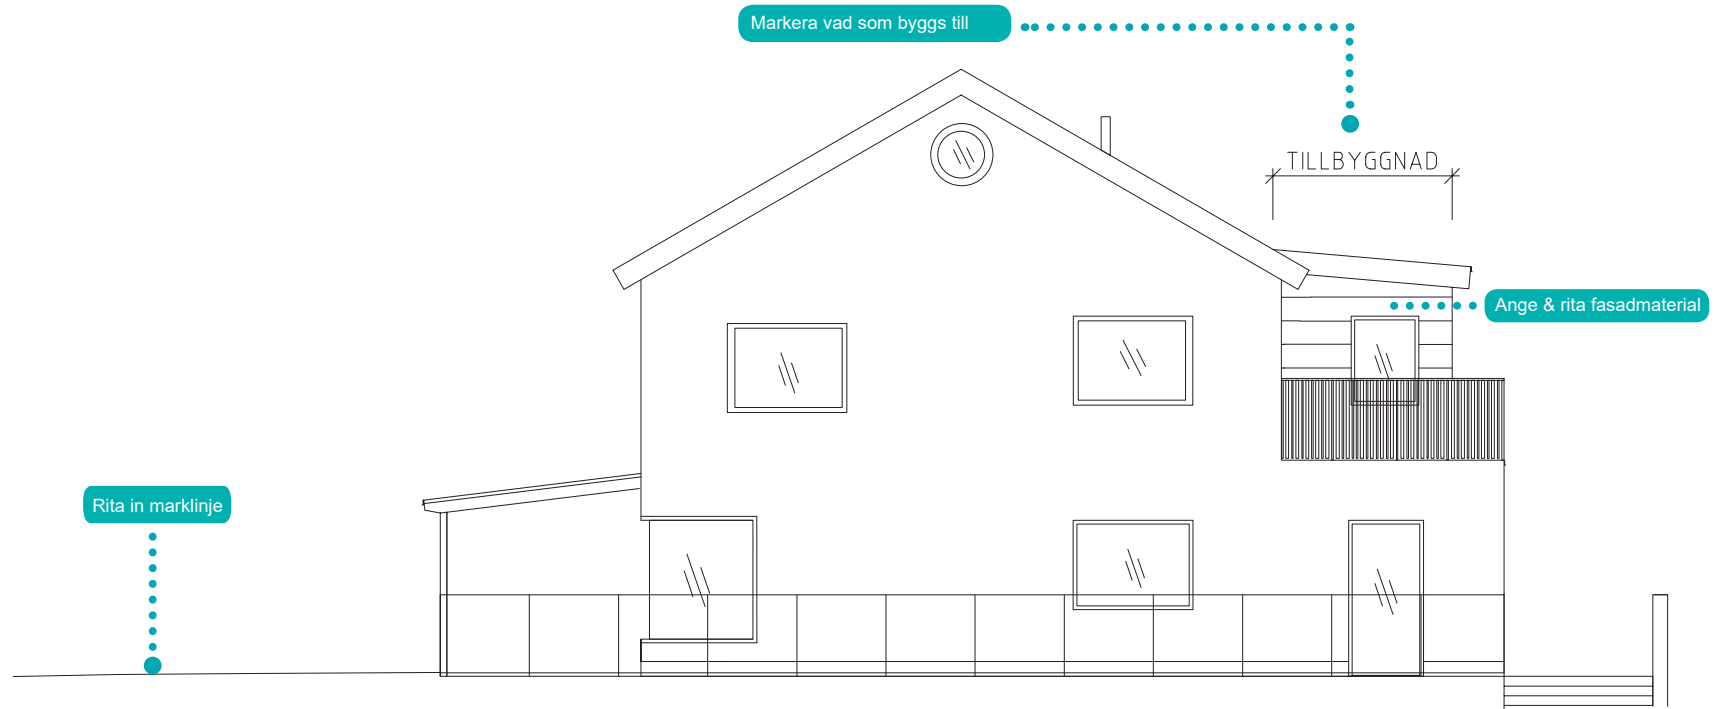 Markera vad som byggs till
TILLBYGGNAD
Ange & rita fasadmaterial
Rita in marklinje